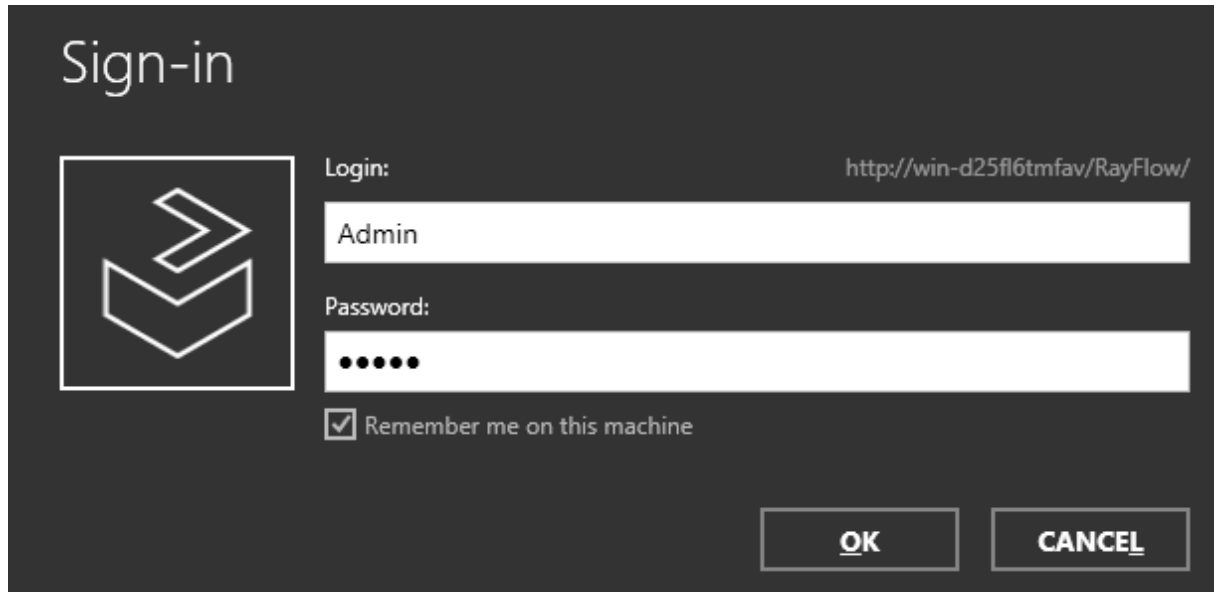 Sign-in
Login:
http://win-d25fl6tmfav/RayFlow/
Admin
Password:
•••••
Remember me on this machine
OK
CANCEL